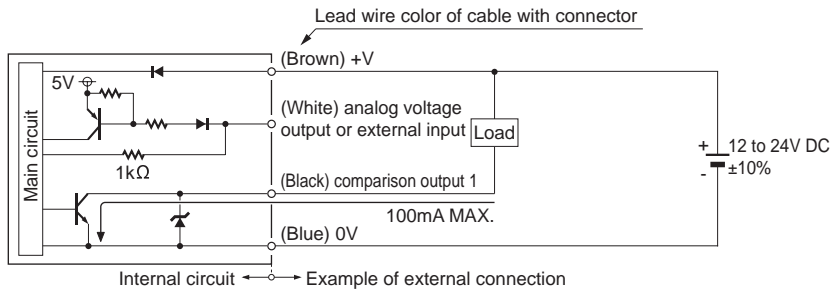 Lead wire color of cable with connector
(Brown) +V
5V
(White) analog voltage
output or external input
Load
Main circuit
1kΩ
+ 12 to 24V DC
- ±10%
(Black) comparison output 1
100mA MAX.
(Blue) 0V
Internal circuit
Example of external connection